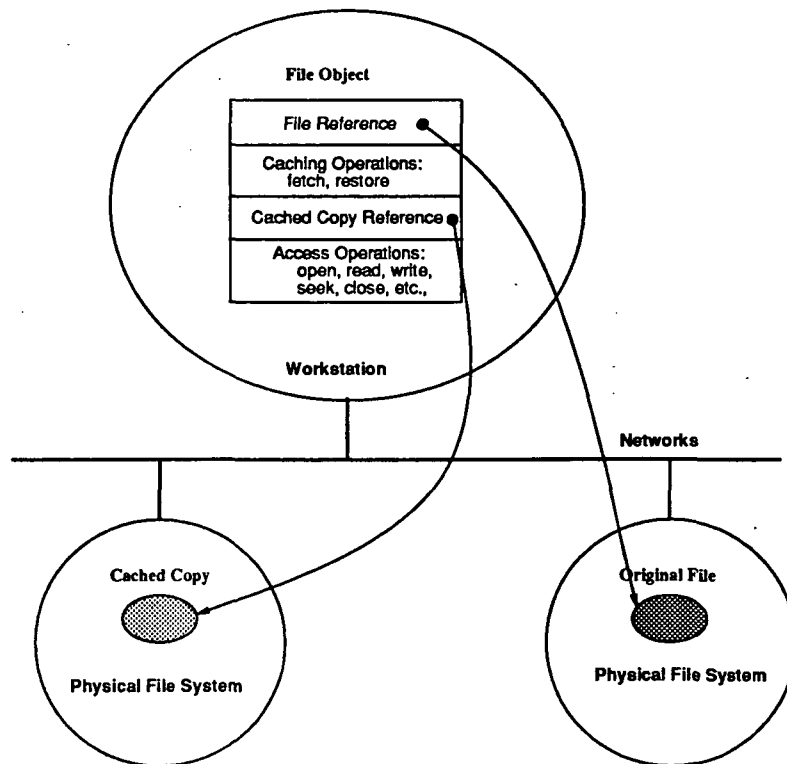 File Object
File Reference
Caching Operations:
fetch, restore
Cached Copy Reference
Access Operations:
open, read, write,
seek, close, etc.,
Workstation
Networks
Cached Copy
Physical File System
Original File
Physical File System